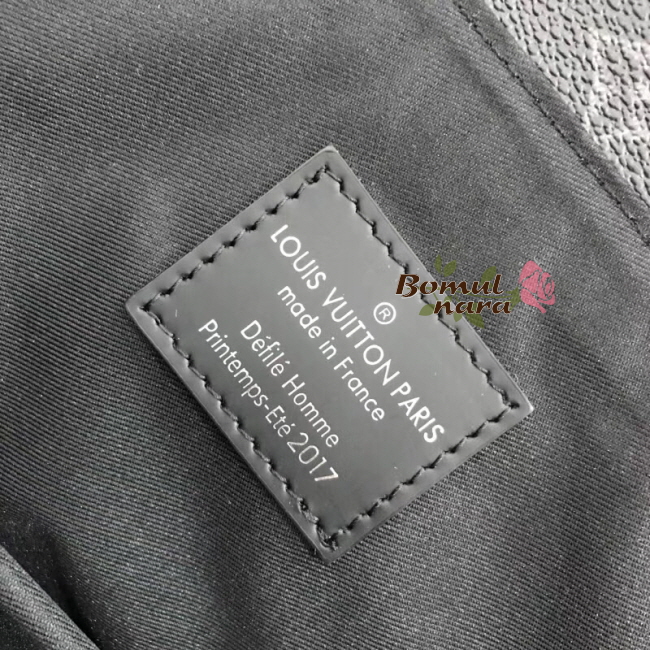 LOUIS VUITTON PARIS
®
made in France
Défilé Homme
Printemps-Eté 2017
Bomul
nara